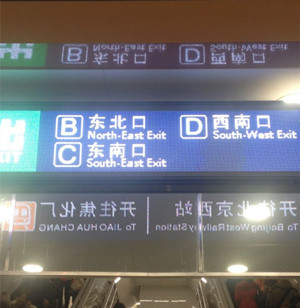 B 东北口 D 西南口
North-East Exit South-West Exit
C 东南口
South-East Exit
EXIT
开往焦化厂 开往北京西站
To JIAO HUA CHANG To Beijing West Railway Station